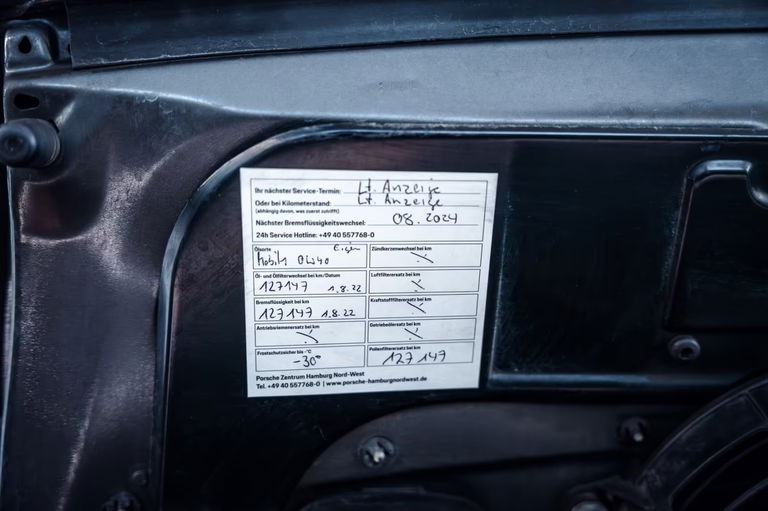 Ihr nächster Service-Termin: Lt. Anzeige
Oder bei Kilometerstand: Lt. Anzeige
(abhängig davon, was zuerst zutrifft)
Nächster Bremsflüssigkeitswechsel: 08.2024
24h Service Hotline: +49 40 557768-0
Ölsorte Eigen
Mobil 1 0W40
Zündkerzenwechsel bei km
Öl- und Ölfilterwechsel bei km/Datum
127147 1.8.22
Luftfilterersatz bei km
Bremsflüssigkeit bei km
127147 1.8.22
Kraftstofffilterersatz bei km
Antriebsriemenersatz bei km
Getriebeölersatz bei km
Frostschutzsicher bis -°C
-30°
Pollenfilterersatz bei km
127147
Porsche Zentrum Hamburg Nord-West
Tel. +49 40 557768-0 | www.porsche-hamburgnordwest.de